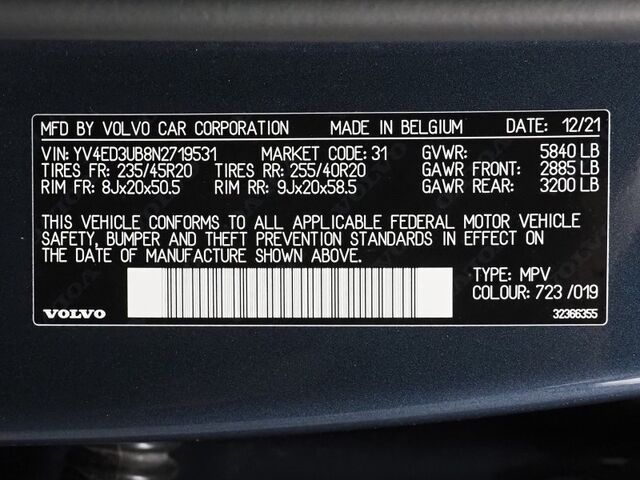 MFD BY VOLVO CAR CORPORATION MADE IN BELGIUM DATE: 12/21
VIN: YV4ED3UB8N2719531 MARKET CODE: 31 GVWR: 5840 LB
TIRES FR: 235/45R20 TIRES RR: 255/40R20 GAWR FRONT: 2885 LB
RIM FR: 8Jx20x50.5 RIM RR: 9Jx20x58.5 GAWR REAR: 3200 LB
THIS VEHICLE CONFORMS TO ALL APPLICABLE FEDERAL MOTOR VEHICLE
SAFETY, BUMPER AND THEFT PREVENTION STANDARDS IN EFFECT ON
THE DATE OF MANUFACTURE SHOWN ABOVE.
TYPE: MPV
COLOUR: 723 /019
VOLVO 32366355